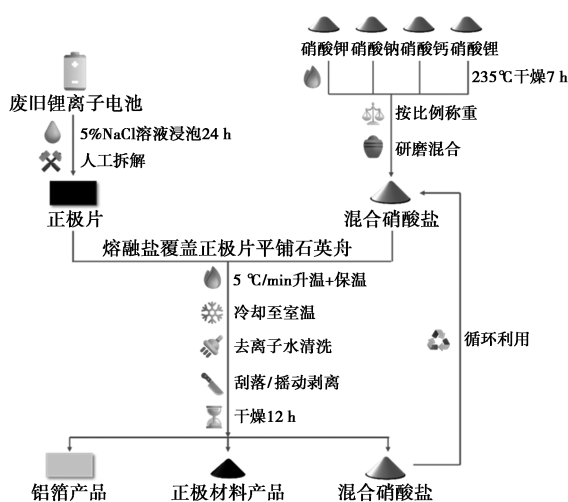 硝酸钾 硝酸钠 硝酸钙 硝酸锂
235℃干燥7 h
按比例称重
研磨混合
混合硝酸盐
废旧锂离子电池
5%NaCl溶液浸泡24 h
人工拆解
正极片
熔融盐覆盖正极片平铺石英舟
5 ℃/min升温+保温
冷却至室温
去离子水清洗
刮落/摇动剥离
干燥12 h
循环利用
铝箔产品
正极材料产品
混合硝酸盐